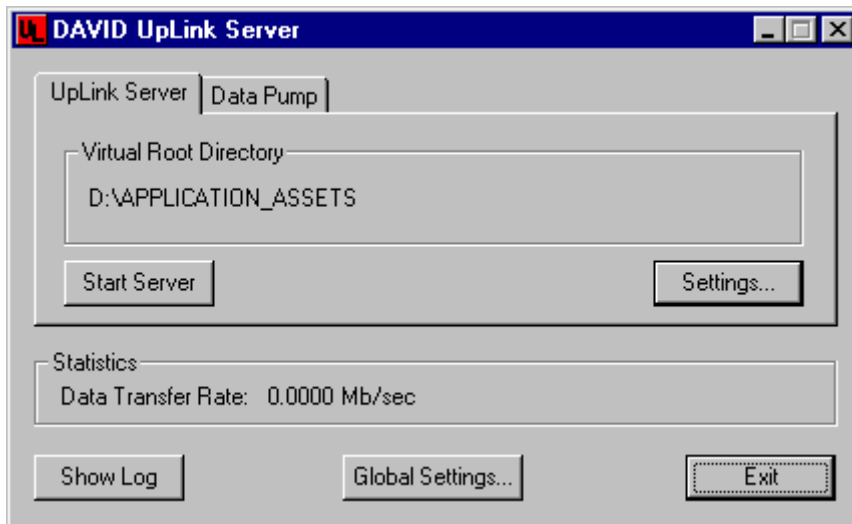 UL DAVID UpLink Server
UpLink Server Data Pump
Virtual Root Directory
D:\APPLICATION_ASSETS
Start Server Settings...
Statistics
Data Transfer Rate: 0.0000 Mb/sec
Show Log Global Settings... Exit